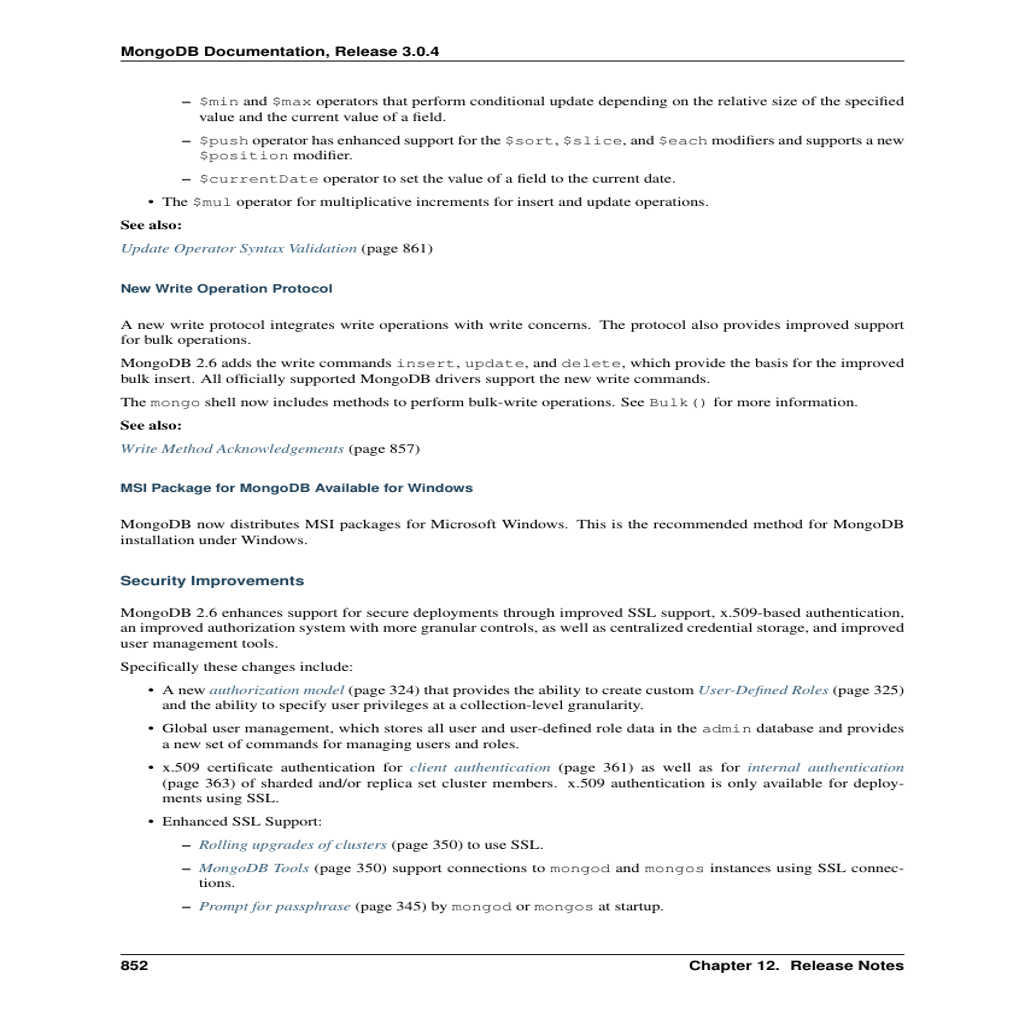 MongoDB Documentation, Release 3.0.4
– $min and $max operators that perform conditional update depending on the relative size of the specified
value and the current value of a field.
– $push operator has enhanced support for the $sort, $slice, and $each modifiers and supports a new
$position modifier.
– $currentDate operator to set the value of a field to the current date.
• The $mul operator for multiplicative increments for insert and update operations.
See also:
Update Operator Syntax Validation (page 861)
New Write Operation Protocol
A new write protocol integrates write operations with write concerns. The protocol also provides improved support
for bulk operations.
MongoDB 2.6 adds the write commands insert, update, and delete, which provide the basis for the improved
bulk insert. All officially supported MongoDB drivers support the new write commands.
The mongo shell now includes methods to perform bulk-write operations. See Bulk() for more information.
See also:
Write Method Acknowledgements (page 857)
MSI Package for MongoDB Available for Windows
MongoDB now distributes MSI packages for Microsoft Windows. This is the recommended method for MongoDB
installation under Windows.
Security Improvements
MongoDB 2.6 enhances support for secure deployments through improved SSL support, x.509-based authentication,
an improved authorization system with more granular controls, as well as centralized credential storage, and improved
user management tools.
Specifically these changes include:
• A new authorization model (page 324) that provides the ability to create custom User-Defined Roles (page 325)
and the ability to specify user privileges at a collection-level granularity.
• Global user management, which stores all user and user-defined role data in the admin database and provides
a new set of commands for managing users and roles.
• x.509 certificate authentication for client authentication (page 361) as well as for internal authentication
(page 363) of sharded and/or replica set cluster members. x.509 authentication is only available for deploy-
ments using SSL.
• Enhanced SSL Support:
– Rolling upgrades of clusters (page 350) to use SSL.
– MongoDB Tools (page 350) support connections to mongod and mongos instances using SSL connec-
tions.
– Prompt for passphrase (page 345) by mongod or mongos at startup.
852 Chapter 12. Release Notes